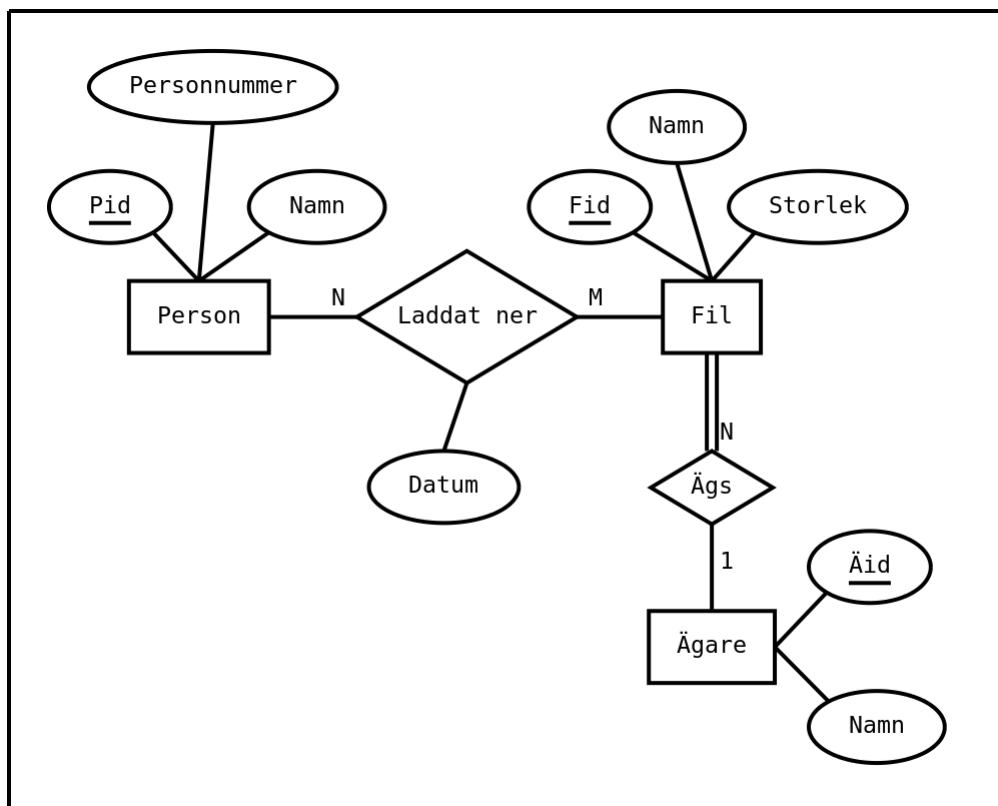 Personnummer
Namn
Pid
Namn
Fid
Storlek
Person
N
Laddat ner
M
Fil
N
Datum
Ägs
1
Äid
Ägare
Namn